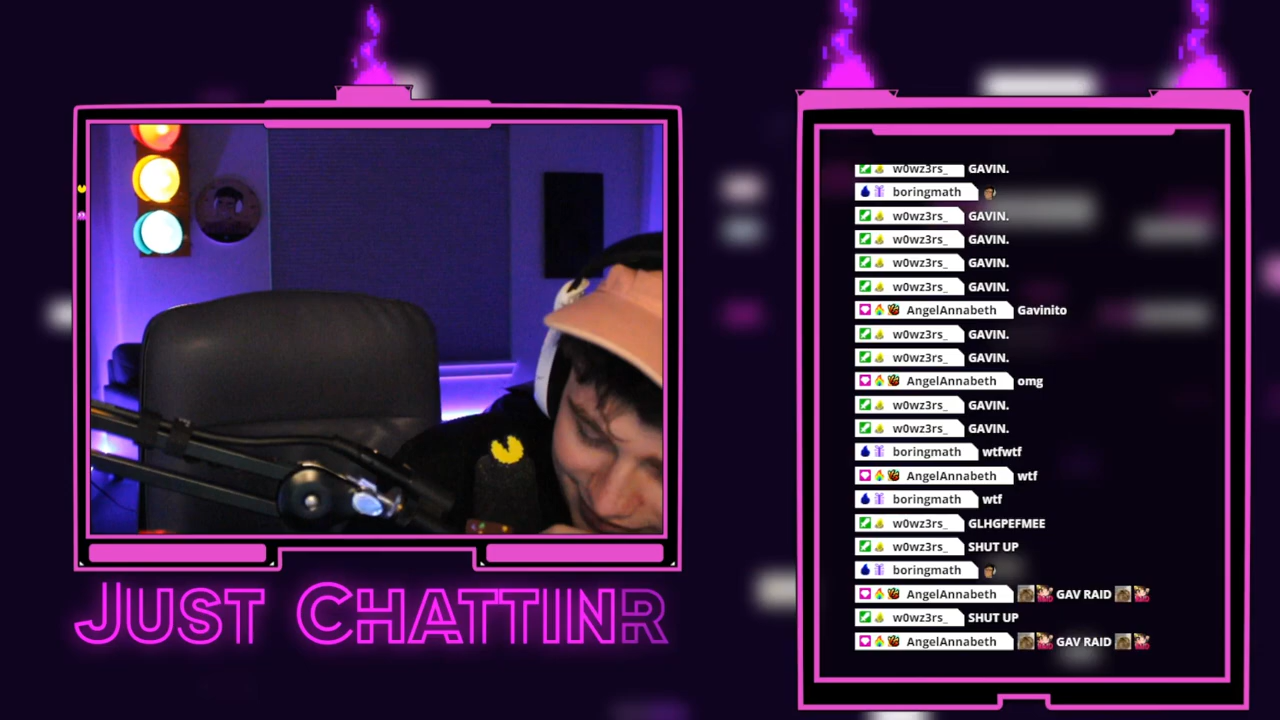 w0wz3rs_ GAVIN.
boringmath
w0wz3rs_ GAVIN.
w0wz3rs_ GAVIN.
w0wz3rs_ GAVIN.
w0wz3rs_ GAVIN.
AngelAnnabeth Gavinito
w0wz3rs_ GAVIN.
w0wz3rs_ GAVIN.
AngelAnnabeth omg
w0wz3rs_ GAVIN.
w0wz3rs_ GAVIN.
boringmath wtfwtf
AngelAnnabeth wtf
boringmath wtf
w0wz3rs_ GLHGPEFMEE
w0wz3rs_ SHUT UP
boringmath
AngelAnnabeth GAV RAID
w0wz3rs_ SHUT UP
AngelAnnabeth GAV RAID
JUST CHATTINR